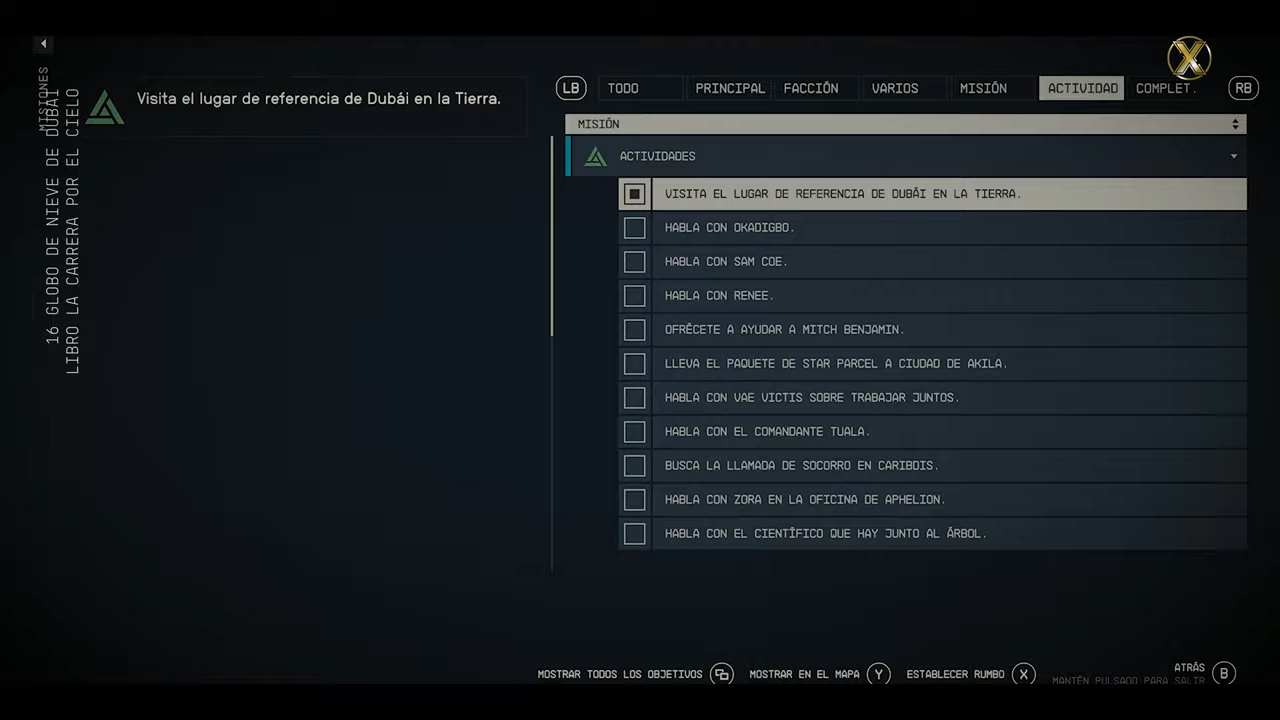 MISIONES
16 GLOBO DE NIEVE DE DUBÁI
LIBRO LA CARRERA POR EL CIELO
Visita el lugar de referencia de Dubái en la Tierra.
LB
TODO
PRINCIPAL
FACCIÓN
VARIOS
MISIÓN
ACTIVIDAD
COMPLET.
RB
X
MISIÓN
ACTIVIDADES
VISITA EL LUGAR DE REFERENCIA DE DUBÁI EN LA TIERRA.
HABLA CON OKADIGBO.
HABLA CON SAM COE.
HABLA CON RENEE.
OFRÉCETE A AYUDAR A MITCH BENJAMIN.
LLEVA EL PAQUETE DE STAR PARCEL A CIUDAD DE AKILA.
HABLA CON VAE VICTIS SOBRE TRABAJAR JUNTOS.
HABLA CON EL COMANDANTE TUALA.
BUSCA LA LLAMADA DE SOCORRO EN CARIBDIS.
HABLA CON ZORA EN LA OFICINA DE APHELION.
HABLA CON EL CIENTÍFICO QUE HAY JUNTO AL ÁRBOL.
MOSTRAR TODOS LOS OBJETIVOS
MOSTRAR EN EL MAPA Y
ESTABLECER RUMBO X
ATRÁS B
MANTÉN PULSADO PARA SALIR